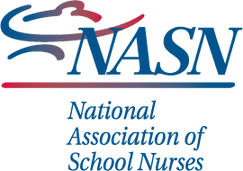 NASN
National
Association of
School Nurses